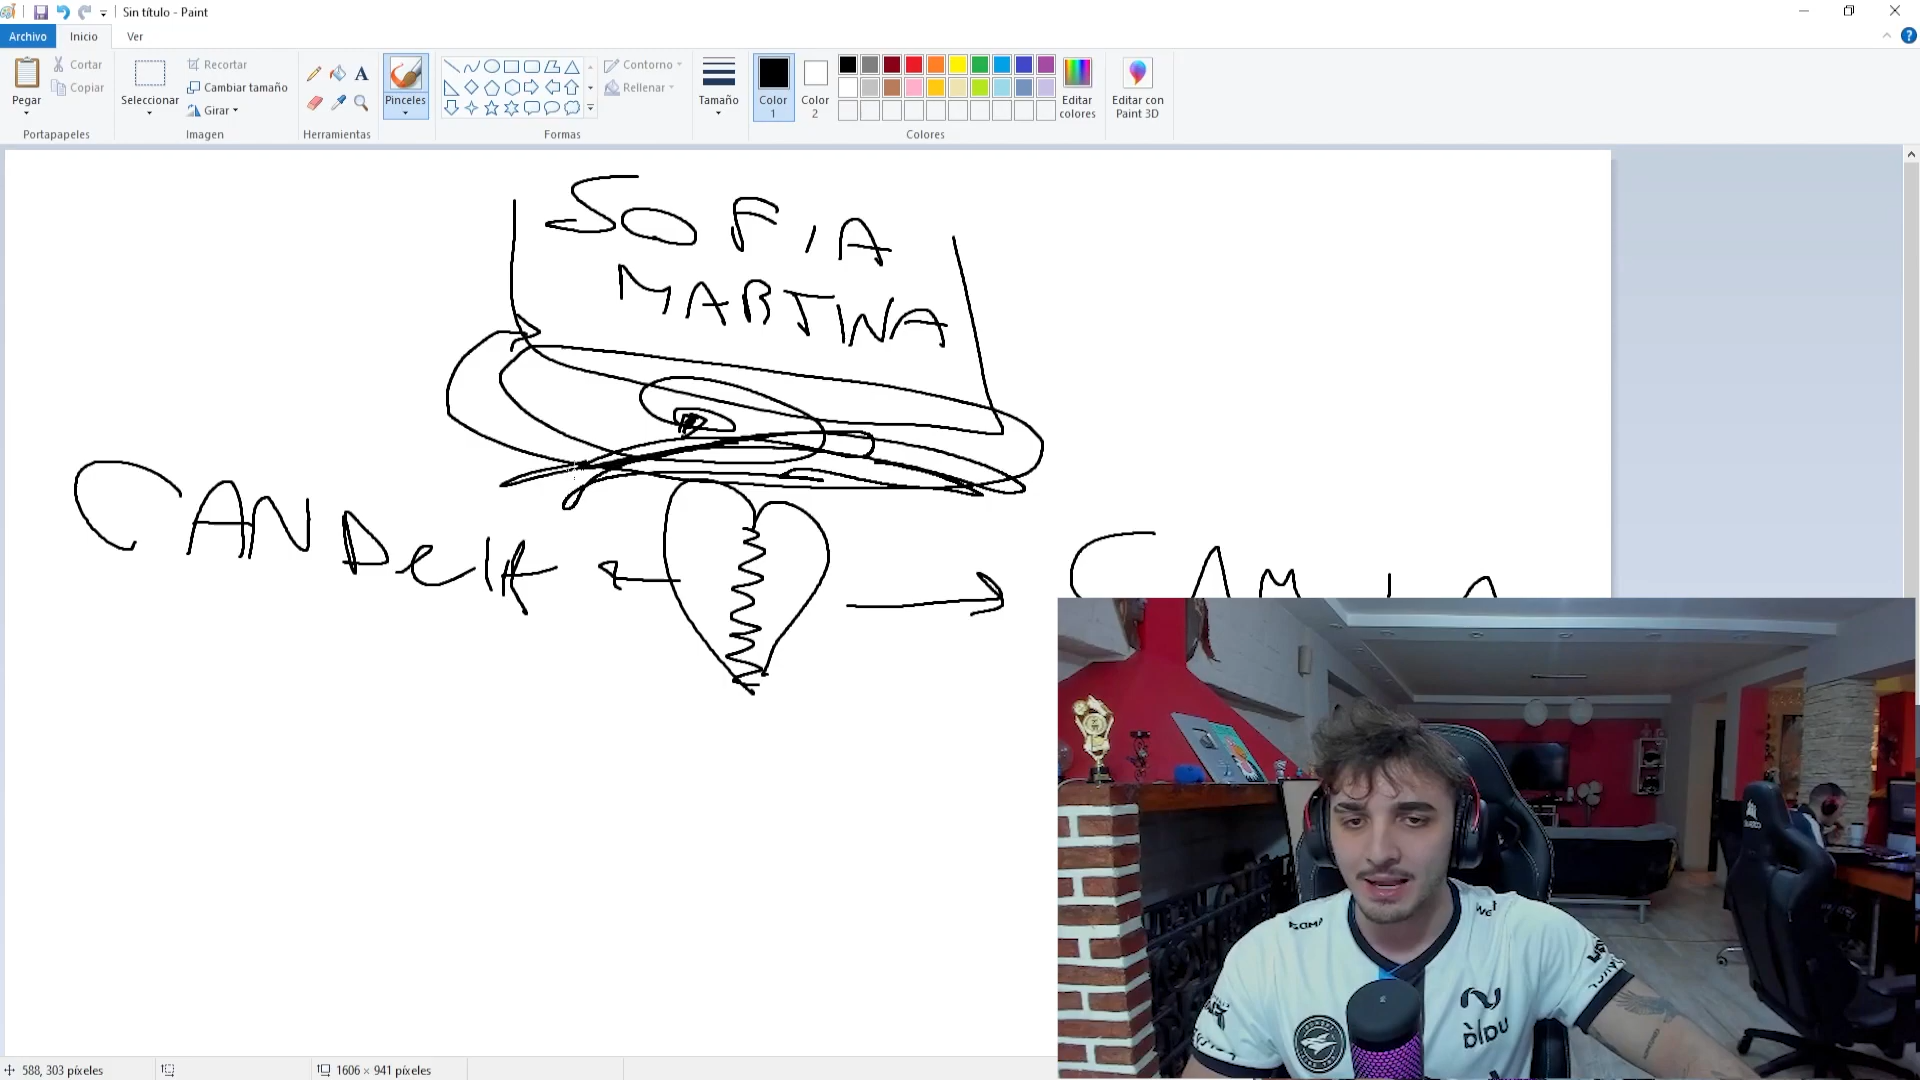 Sin título - Paint
Archivo Inicio Ver
Pegar
Cortar
Copiar
Portapapeles
Seleccionar
Recortar
Cambiar tamaño
Girar
Imagen
Herramientas
Pinceles
Contorno
Rellenar
Formas
Tamaño
Color 1
Color 2
Editar colores
Colores
Editar con Paint 3D
SOFIA
MARTINA
CANDelA
588, 303 píxeles
1606 × 941 píxeles